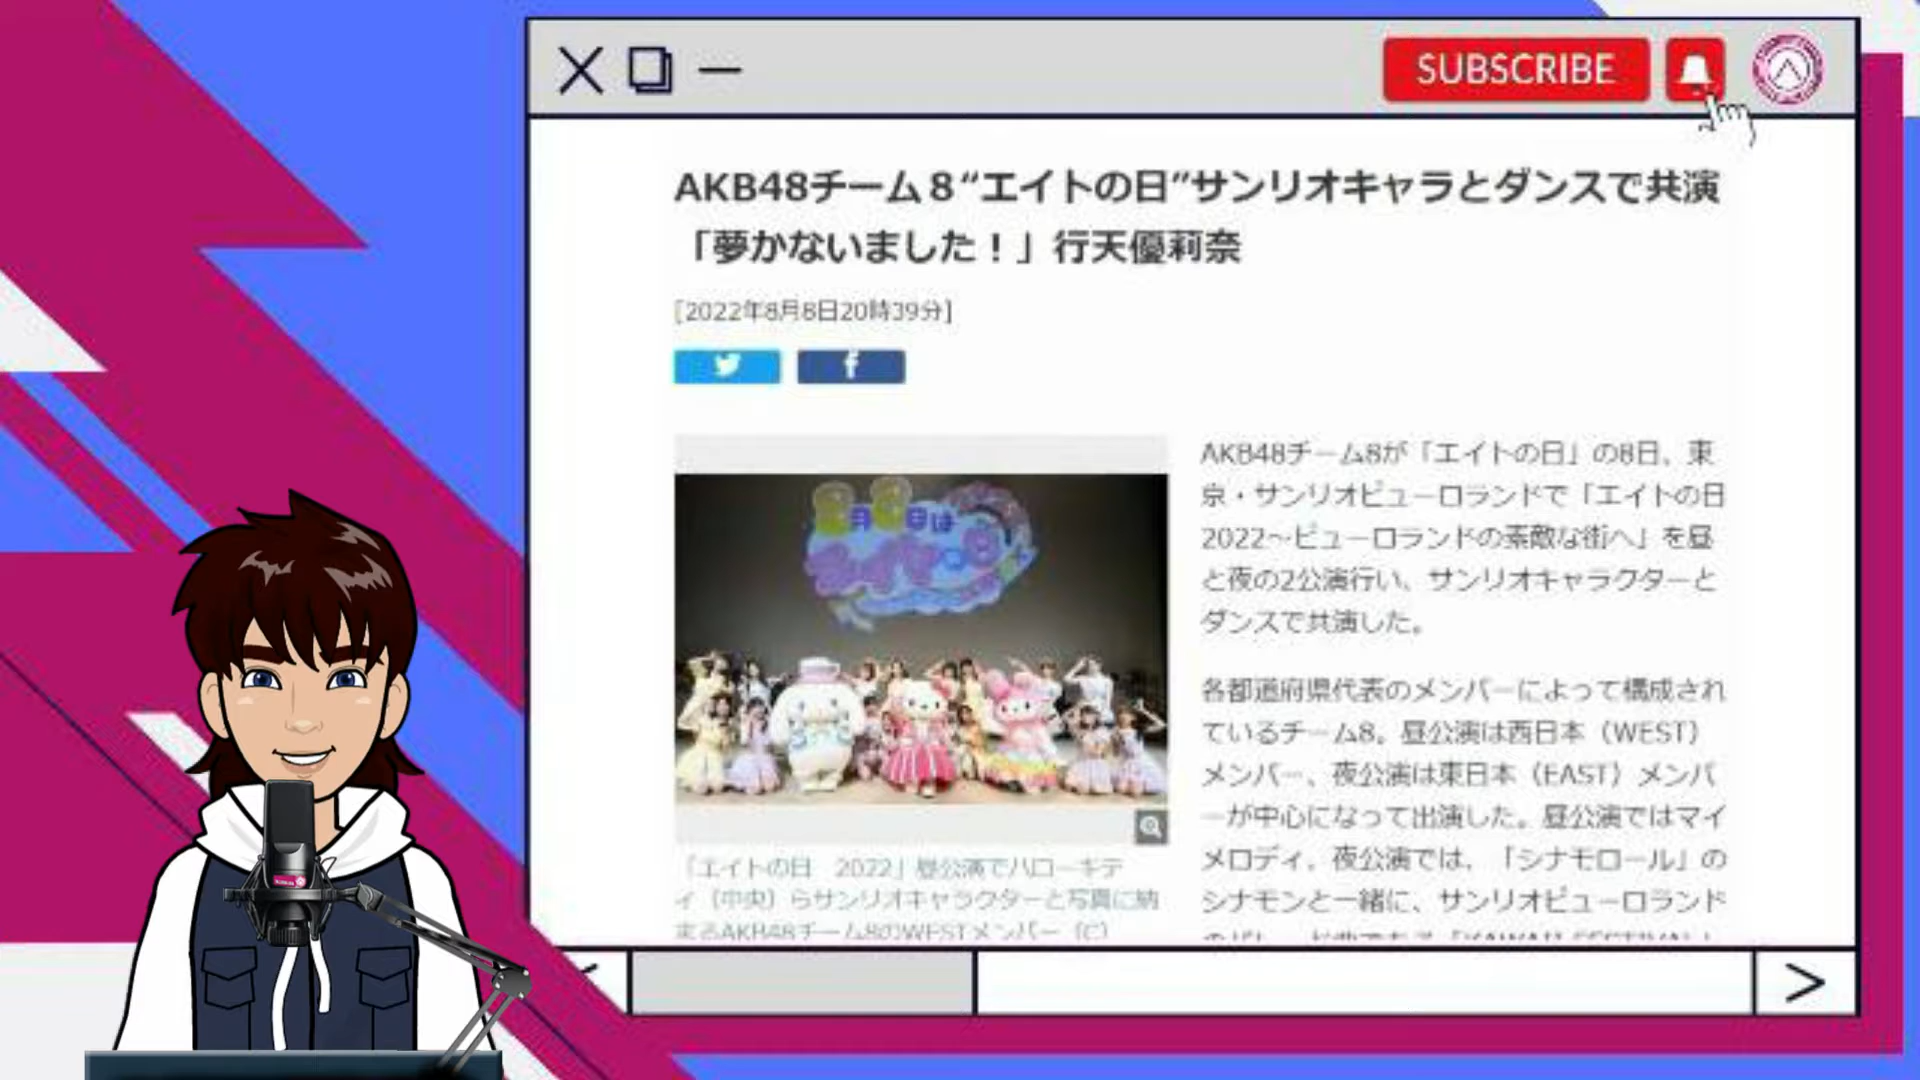 SUBSCRIBE
AKB48チーム８“エイトの日”サンリオキャラとダンスで共演
「夢かないました！」行天優莉奈
[2022年8月8日20時39分]
8月8日は
エイトの日
AKB48チーム8が「エイトの日」の8日、東
京・サンリオピューロランドで「エイトの日
2022～ピューロランドの素敵な街へ」を昼
と夜の2公演行い、サンリオキャラクターと
ダンスで共演した。
各都道府県代表のメンバーによって構成され
ているチーム8。昼公演は西日本（WEST）
メンバー、夜公演は東日本（EAST）メンバ
ーが中心になって出演した。昼公演ではマイ
メロディ、夜公演では、「シナモロール」の
シナモンと一緒に、サンリオピューロランド
「エイトの日　2022」昼公演でハローキテ
ィ（中央）らサンリオキャラクターと写真に納
まるAKB48チーム8のWESTメンバー（C）